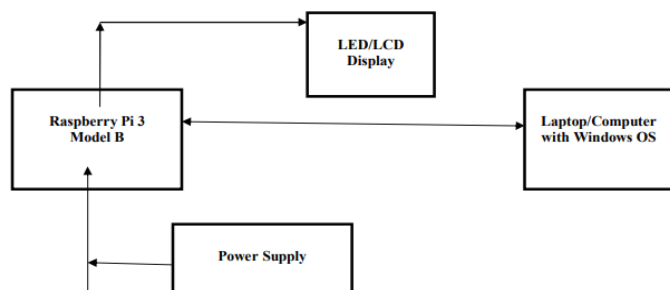 LED/LCD
Display
Raspberry Pi 3
Model B
Laptop/Computer
with Windows OS
Power Supply